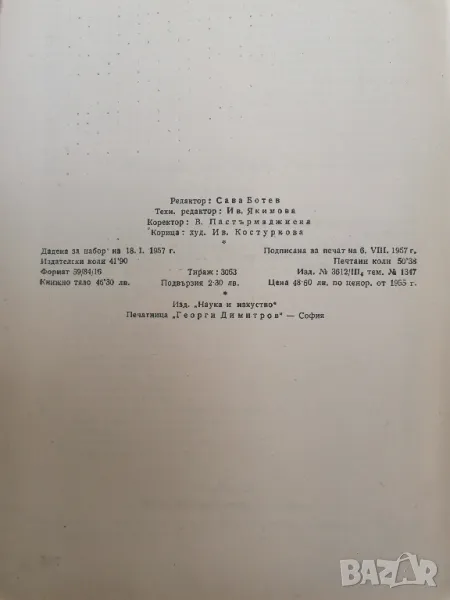 Редактор: Сава Ботев
Техн. редактор: Ив. Якимова
Коректор: В. Пастърмаджиева
Корица: худ. Ив. Костуркова
*
Дадена за набор на 18. I. 1957 г. Подписана за печат на 6. VIII. 1957 г.
Издателски коли 41·90 Печатни коли 50·38
Формат 59/84/16 Тираж: 3063 Изд. № 3612/III, тем. № 1347
Книжно тяло 46·30 лв. Подвързия 2·30 лв. Цена 48·60 лв. по ценор. от 1955 г.
*
Изд. „Наука и изкуство“
Печатница „Георги Димитров“ — София
BAZAR